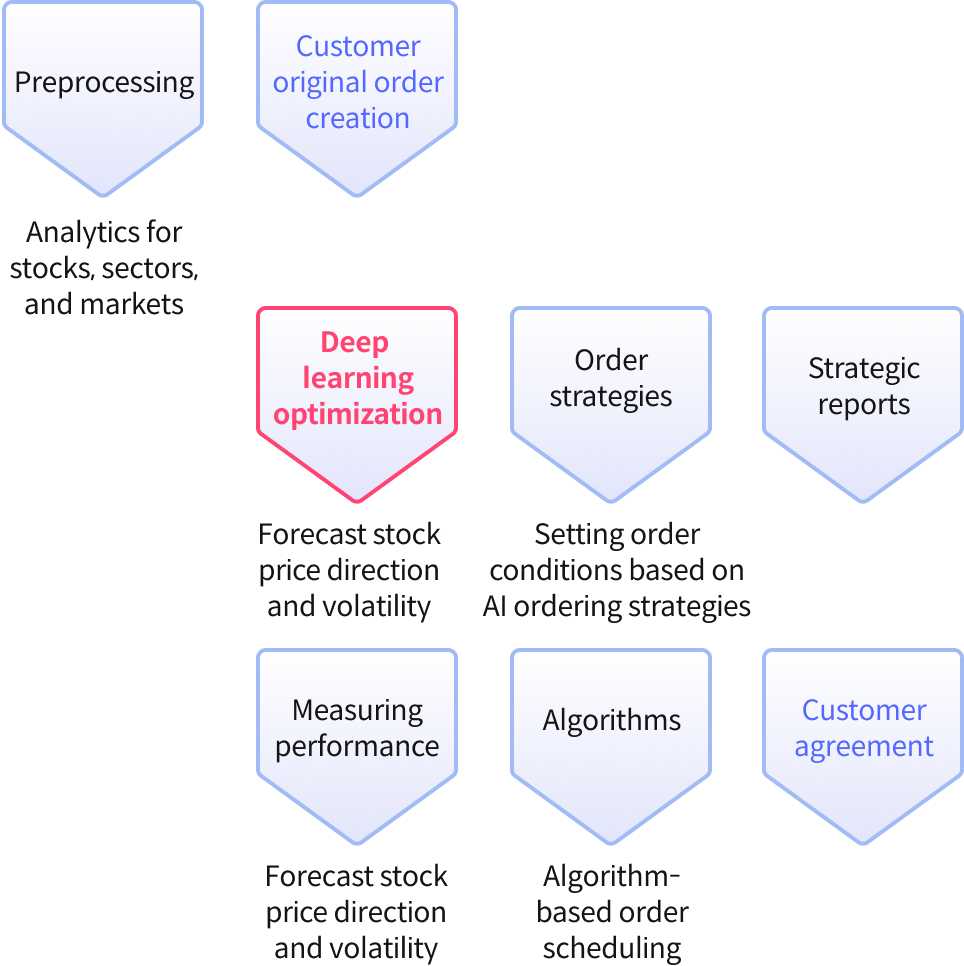 Preprocessing
Customer
original order
creation
Analytics for
stocks, sectors,
and markets
Deep
learning
optimization
Order
strategies
Strategic
reports
Forecast stock
price direction
and volatility
Setting order
conditions based on
AI ordering strategies
Measuring
performance
Algorithms
Customer
agreement
Forecast stock
price direction
and volatility
Algorithm-
based order
scheduling